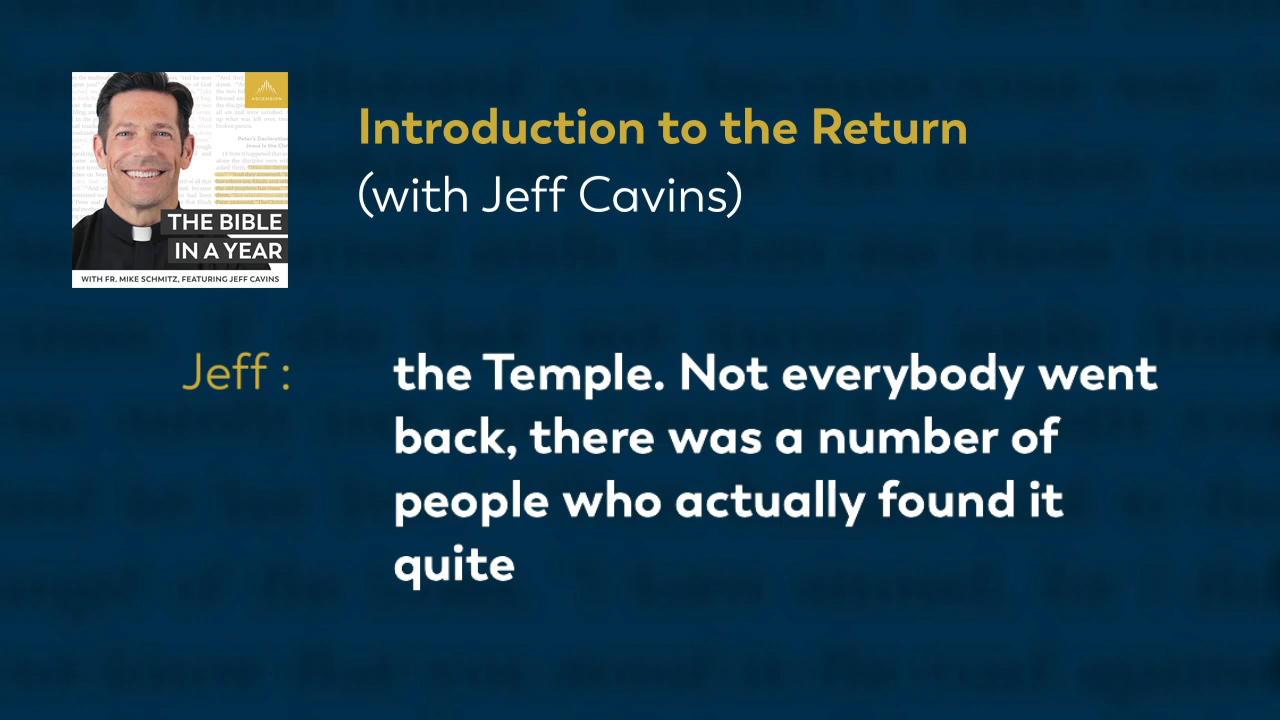 ASCENSION
THE BIBLE
IN A YEAR
WITH FR. MIKE SCHMITZ, FEATURING JEFF CAVINS
Introduction to the Return
(with Jeff Cavins)
Jeff : the Temple. Not everybody went
back, there was a number of
people who actually found it
quite